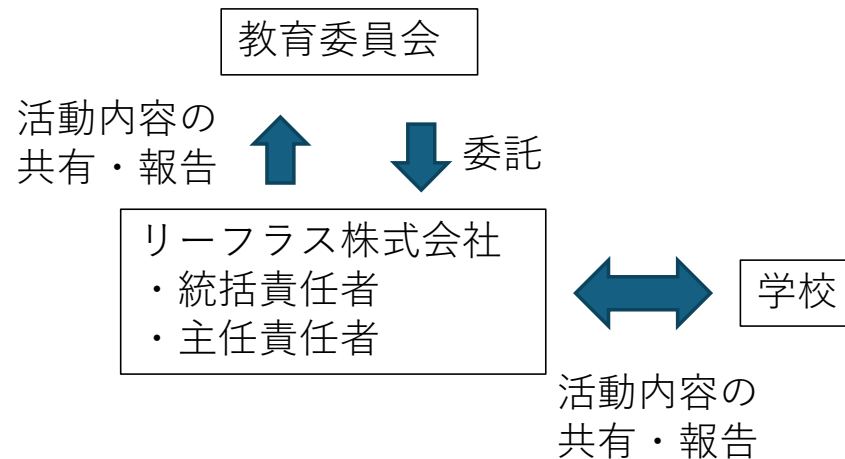 教育委員会
活動内容の
共有・報告
委託
リーフラス株式会社
・統括責任者
・主任責任者
学校
活動内容の
共有・報告